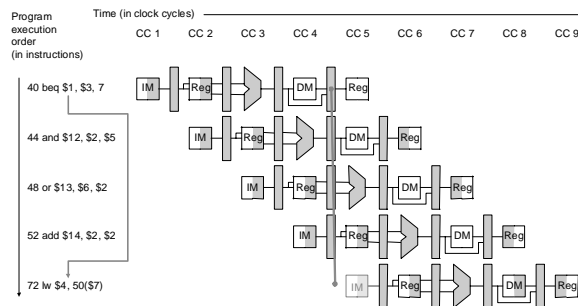 Time (in clock cycles)
Program
execution
order
(in instructions)
CC 1 CC 2 CC 3 CC 4 CC 5 CC 6 CC 7 CC 8 CC 9
40 beq $1, $3, 7 IM Reg DM Reg
44 and $12, $2, $5 IM Reg DM Reg
48 or $13, $6, $2 IM Reg DM Reg
52 add $14, $2, $2 IM Reg DM Reg
72 lw $4, 50($7) IM Reg DM Reg